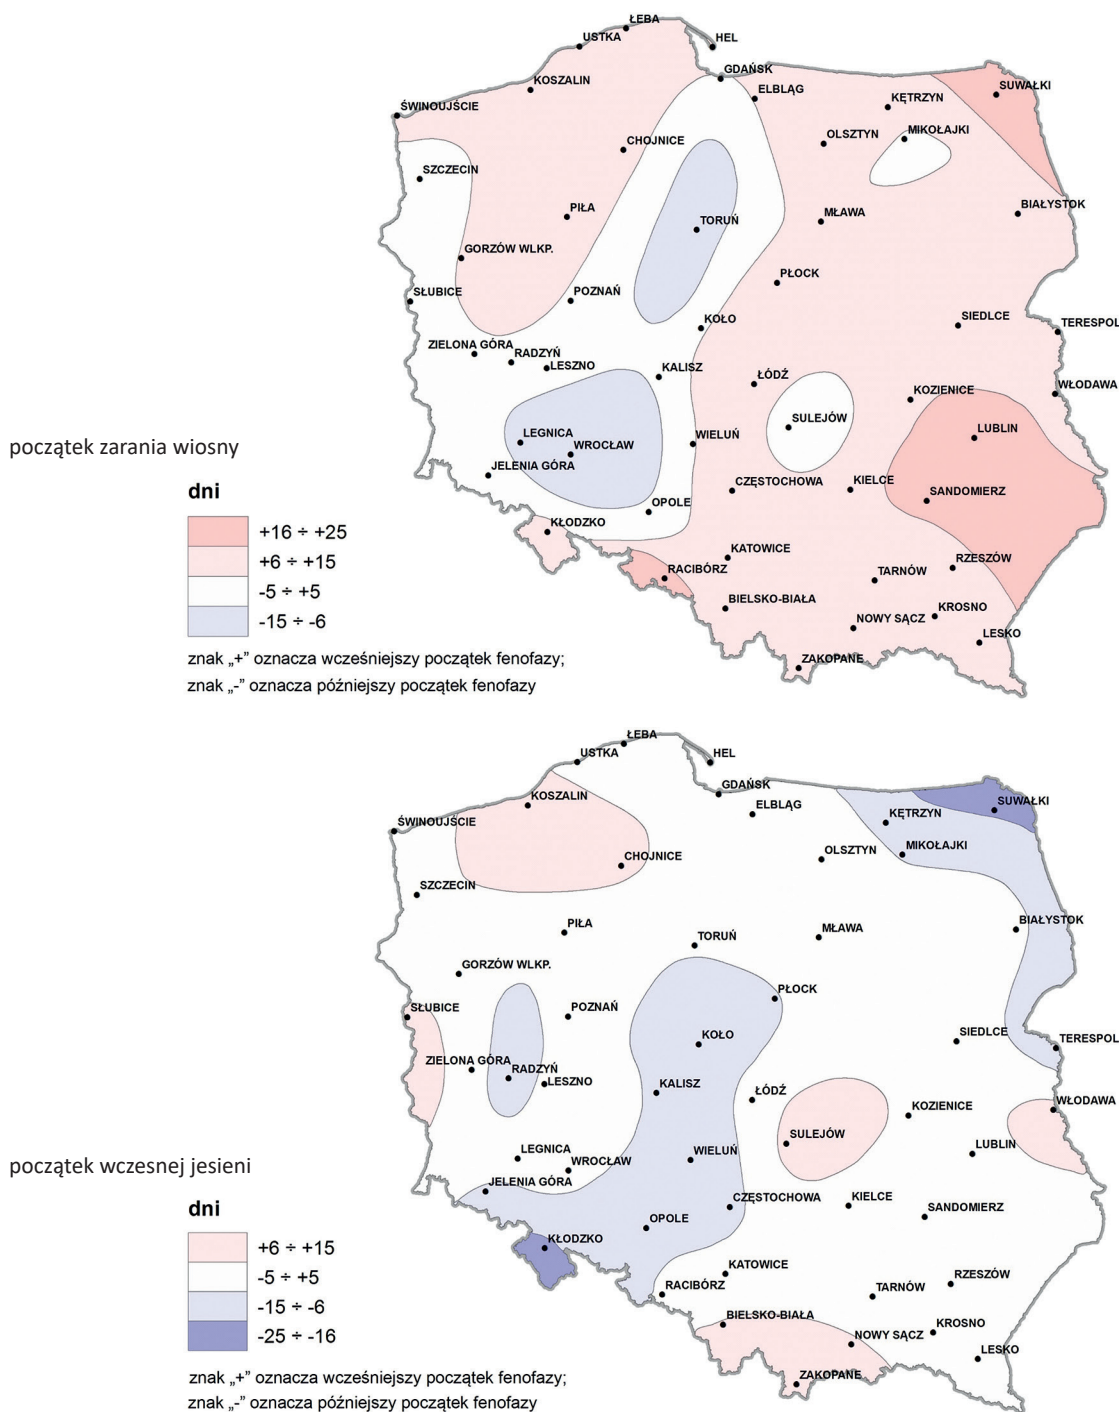 ŁEBA
USTKA
HEL
GDAŃSK
KOSZALIN
ELBLĄG
SUWAŁKI
KĘTRZYN
ŚWINOUJŚCIE
MIKOŁAJKI
OLSZTYN
CHOJNICE
SZCZECIN
BIAŁYSTOK
PIŁA
TORUŃ
MŁAWA
GORZÓW WLKP.
PŁOCK
SŁUBICE
POZNAŃ
SIEDLCE
TERESPOL
KOŁO
ZIELONA GÓRA
RADZYŃ
LESZNO
KALISZ
ŁÓDŹ
WŁODAWA
KOZIENICE
SULEJÓW
LUBLIN
LEGNICA
WROCŁAW
WIELUŃ
początek zarania wiosny
JELENIA GÓRA
CZĘSTOCHOWA
KIELCE
SANDOMIERZ
OPOLE
KŁODZKO
KATOWICE
RACIBÓRZ
TARNÓW
RZESZÓW
BIELSKO-BIAŁA
NOWY SĄCZ
KROSNO
LESKO
ZAKOPANE
dni
+16 ÷ +25
+6 ÷ +15
-5 ÷ +5
-15 ÷ -6
znak „+” oznacza wcześniejszy początek fenofazy;
znak „-” oznacza późniejszy początek fenofazy
ŁEBA
USTKA
HEL
GDAŃSK
KOSZALIN
ELBLĄG
SUWAŁKI
KĘTRZYN
ŚWINOUJŚCIE
MIKOŁAJKI
OLSZTYN
CHOJNICE
SZCZECIN
BIAŁYSTOK
PIŁA
TORUŃ
MŁAWA
GORZÓW WLKP.
PŁOCK
SŁUBICE
POZNAŃ
SIEDLCE
TERESPOL
KOŁO
ZIELONA GÓRA
RADZYŃ
LESZNO
KALISZ
ŁÓDŹ
WŁODAWA
KOZIENICE
SULEJÓW
LUBLIN
LEGNICA
WROCŁAW
WIELUŃ
początek wczesnej jesieni
JELENIA GÓRA
CZĘSTOCHOWA
KIELCE
SANDOMIERZ
OPOLE
KŁODZKO
KATOWICE
RACIBÓRZ
TARNÓW
RZESZÓW
BIELSKO-BIAŁA
NOWY SĄCZ
KROSNO
LESKO
ZAKOPANE
dni
+6 ÷ +15
-5 ÷ +5
-15 ÷ -6
-25 ÷ -16
znak „+” oznacza wcześniejszy początek fenofazy;
znak „-” oznacza późniejszy początek fenofazy